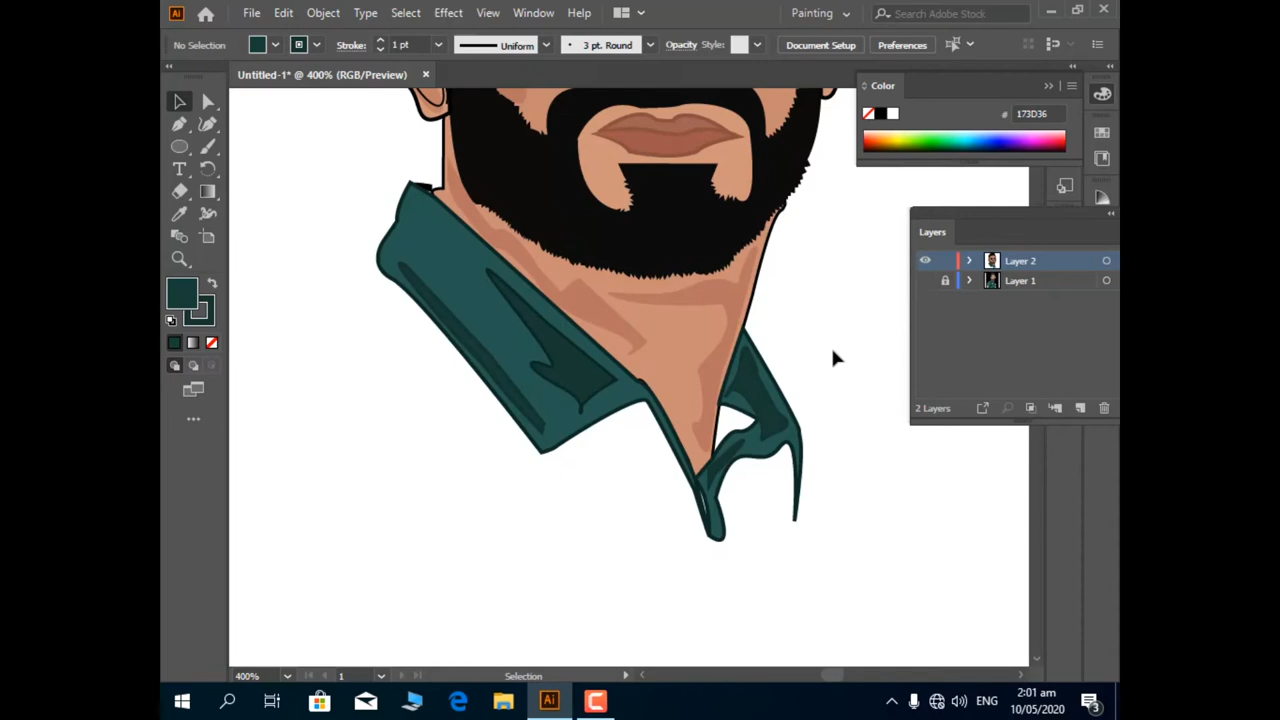 Ai File Edit Object Type Select Effect View Window Help Painting Search Adobe Stock
No Selection Stroke: 1 pt Uniform 3 pt. Round Opacity Style: Document Setup Preferences
Untitled-1* @ 400% (RGB/Preview)
Color
# 173D36
Layers
Layer 2
Layer 1
2 Layers
400% 1 Selection
Ai ENG 2:01 am
10/05/2020 3